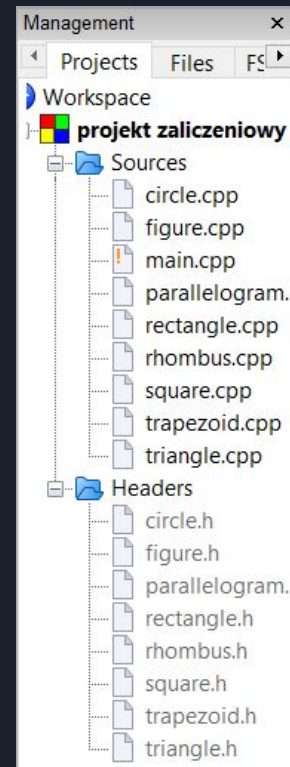 Management
Projects Files FS
Workspace
projekt zaliczeniowy
Sources
circle.cpp
figure.cpp
main.cpp
parallelogram.
rectangle.cpp
rhombus.cpp
square.cpp
trapezoid.cpp
triangle.cpp
Headers
circle.h
figure.h
parallelogram.
rectangle.h
rhombus.h
square.h
trapezoid.h
triangle.h